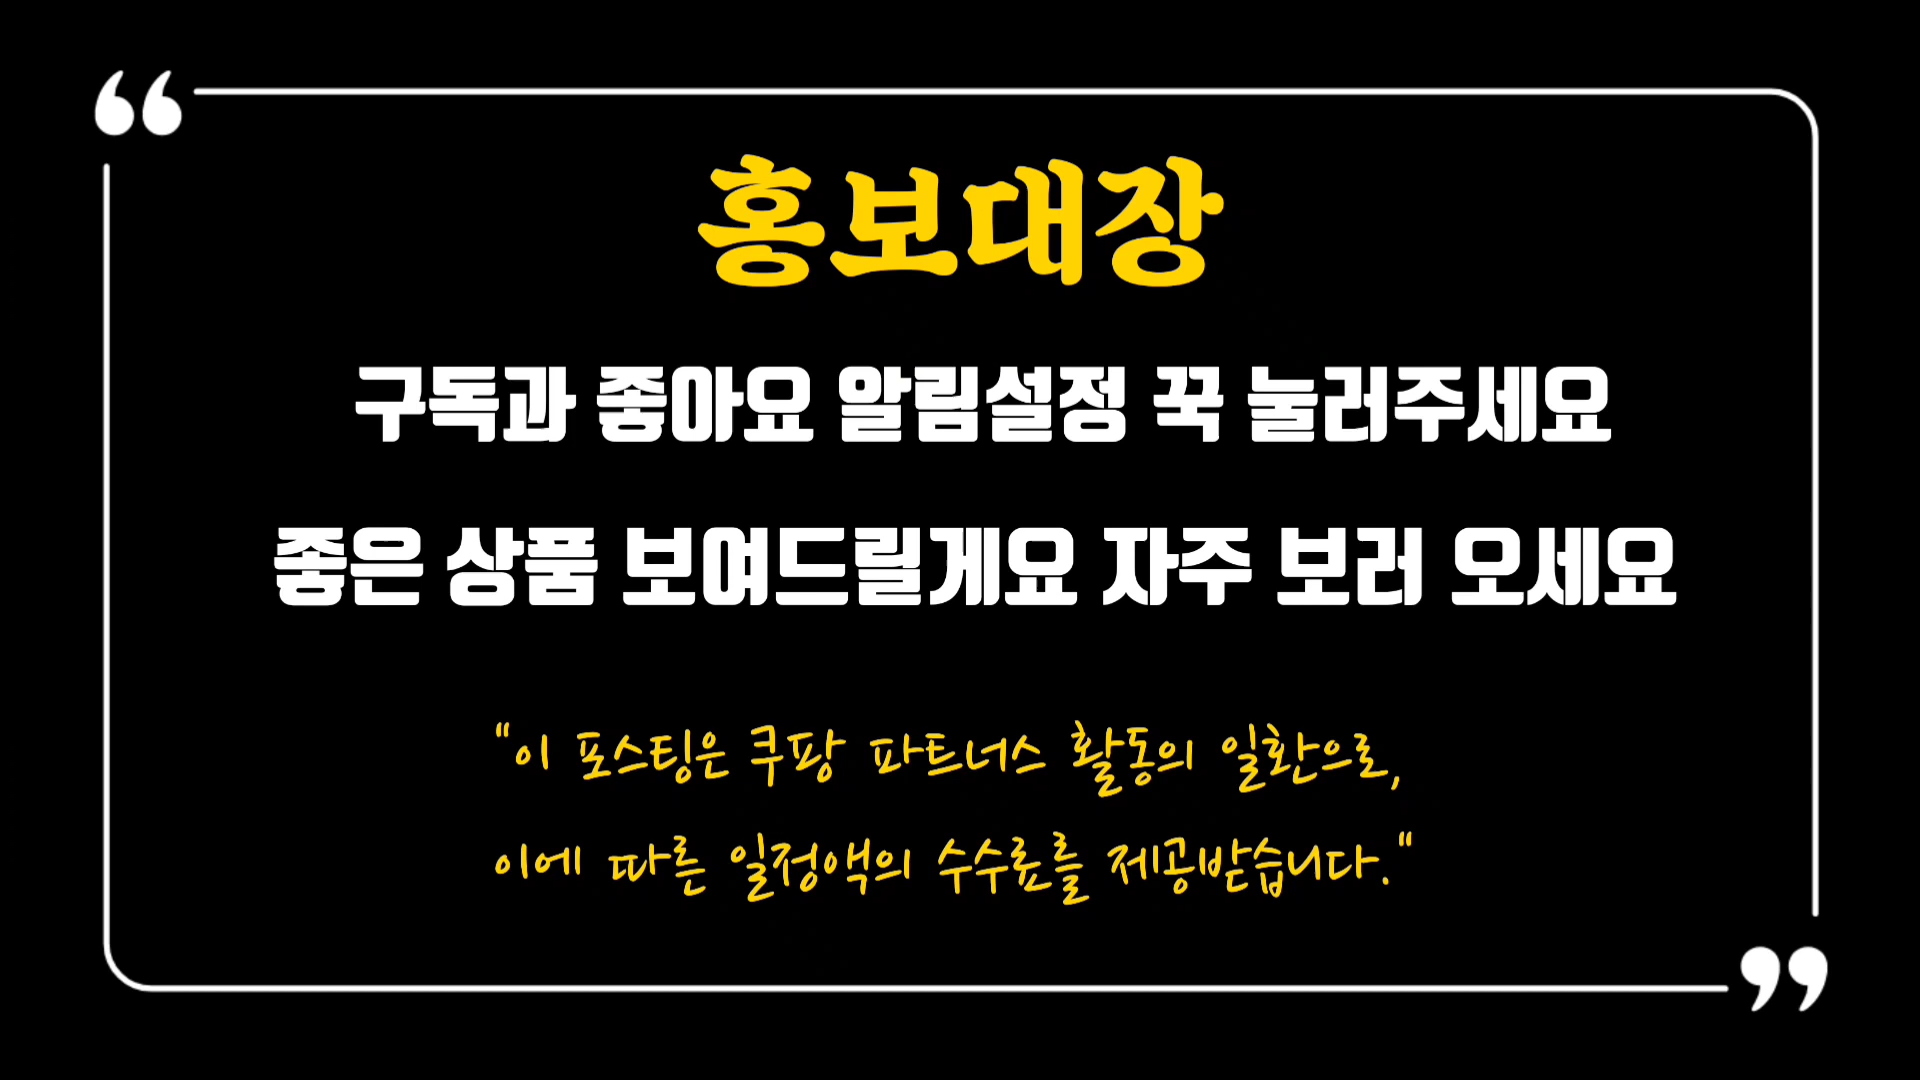 홍보대장
구독과 좋아요 알림설정 꾹 눌러주세요
좋은 상품 보여드릴게요 자주 보러 오세요
"이 포스팅은 쿠팡 파트너스 활동의 일환으로,
이에 따른 일정액의 수수료를 제공받습니다."